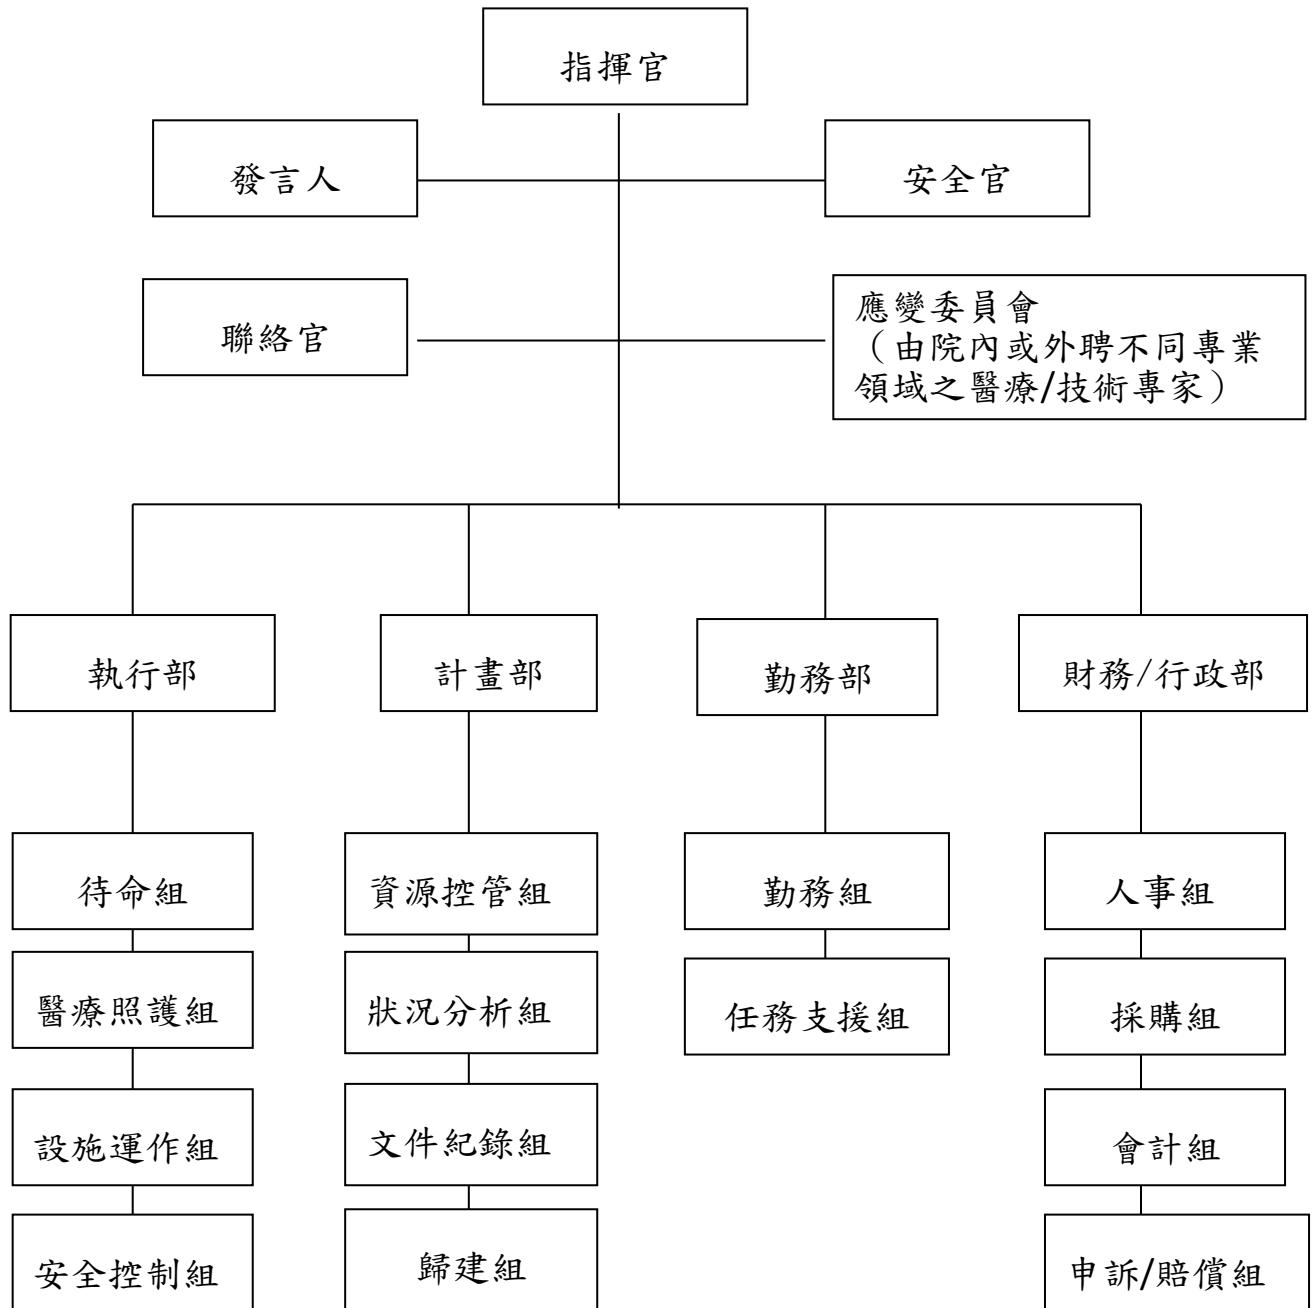 指揮官
發言人
安全官
聯絡官
應變委員會
（由院內或外聘不同專業
領域之醫療/技術專家）
執行部
計畫部
勤務部
財務/行政部
待命組
資源控管組
勤務組
人事組
醫療照護組
狀況分析組
任務支援組
採購組
設施運作組
文件紀錄組
會計組
安全控制組
歸建組
申訴/賠償組